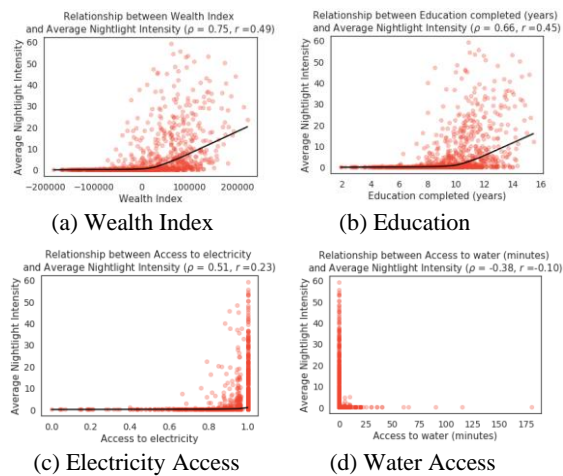 Relationship between Wealth Index
and Average Nightlight Intensity (ρ = 0.75, r =0.49)
60
50
40
30
20
10
0
Average Nightlight Intensity
−200000 −100000 0 100000 200000
Wealth Index
(a) Wealth Index
Relationship between Education completed (years)
and Average Nightlight Intensity (ρ = 0.66, r =0.45)
60
50
40
30
20
10
0
Average Nightlight Intensity
2 4 6 8 10 12 14 16
Education completed (years)
(b) Education
Relationship between Access to electricity
and Average Nightlight Intensity (ρ = 0.51, r =0.23)
60
50
40
30
20
10
0
Average Nightlight Intensity
0.0 0.2 0.4 0.6 0.8 1.0
Access to electricity
(c) Electricity Access
Relationship between Access to water (minutes)
and Average Nightlight Intensity (ρ = -0.38, r =-0.10)
60
50
40
30
20
10
0
Average Nightlight Intensity
0 25 50 75 100 125 150 175
Access to water (minutes)
(d) Water Access